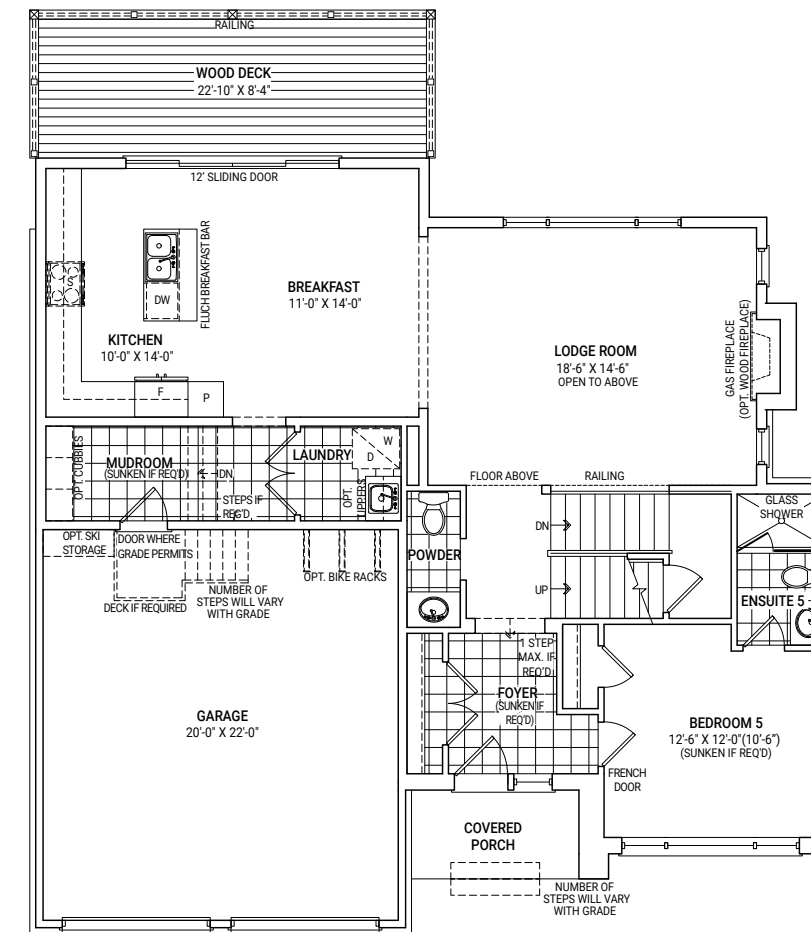 RAILING
WOOD DECK
22'-10" X 8'-4"
12' SLIDING DOOR
FLUCH BREAKFAST BAR
S
DW
BREAKFAST
11'-0" X 14'-0"
KITCHEN
10'-0" X 14'-0"
F
P
LODGE ROOM
18'-6" X 14'-6"
OPEN TO ABOVE
GAS FIREPLACE
(OPT. WOOD FIREPLACE)
OPT. CUBBIES
MUDROOM
(SUNKEN IF REQ'D)
DN
STEPS IF
REQ'D
LAUNDRY
W
D
OPT.
UPPERS
FLOOR ABOVE
RAILING
GLASS
SHOWER
DN
UP
POWDER
ENSUITE 5
OPT. SKI
STORAGE
DOOR WHERE
GRADE PERMITS
OPT. BIKE RACKS
DECK IF REQUIRED
NUMBER OF
STEPS WILL VARY
WITH GRADE
1 STEP
MAX. IF
REQ'D
FOYER
(SUNKEN IF
REQ'D)
GARAGE
20'-0" X 22'-0"
BEDROOM 5
12'-6" X 12'-0"(10'-6")
(SUNKEN IF REQ'D)
FRENCH
DOOR
COVERED
PORCH
NUMBER OF
STEPS WILL VARY
WITH GRADE